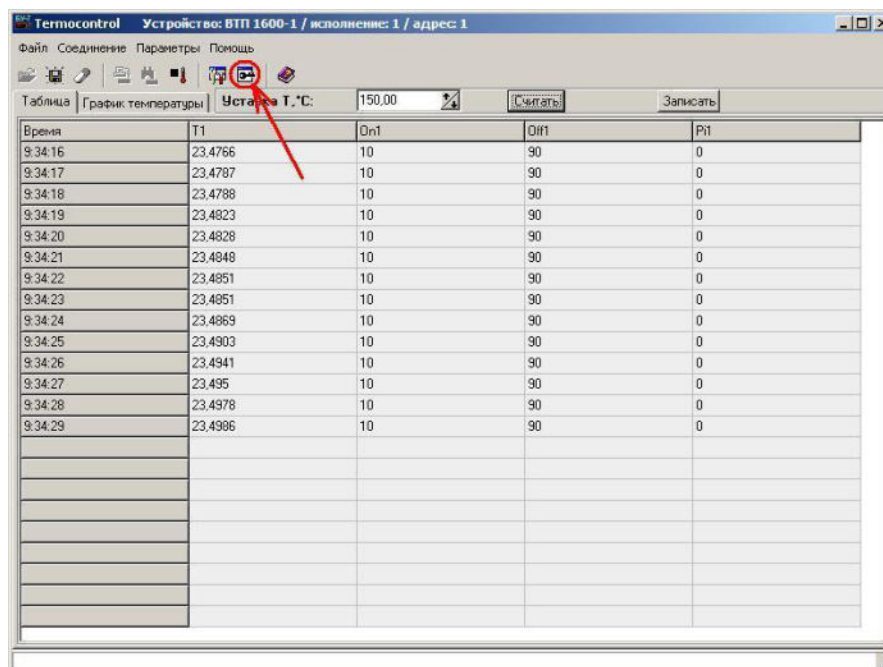 Termocontrol Устройство: ВТП 1600-1 / исполнение: 1 / адрес: 1
Файл Соединение Параметры Помощь
Таблица График температуры Уставка Т,°С: 150,00 Считать Записать
Время T1 On1 Off1 Pi1
9:34:16 23,4766 10 90 0
9:34:17 23,4787 10 90 0
9:34:18 23,4788 10 90 0
9:34:19 23,4823 10 90 0
9:34:20 23,4828 10 90 0
9:34:21 23,4848 10 90 0
9:34:22 23,4851 10 90 0
9:34:23 23,4851 10 90 0
9:34:24 23,4869 10 90 0
9:34:25 23,4903 10 90 0
9:34:26 23,4941 10 90 0
9:34:27 23,495 10 90 0
9:34:28 23,4978 10 90 0
9:34:29 23,4986 10 90 0